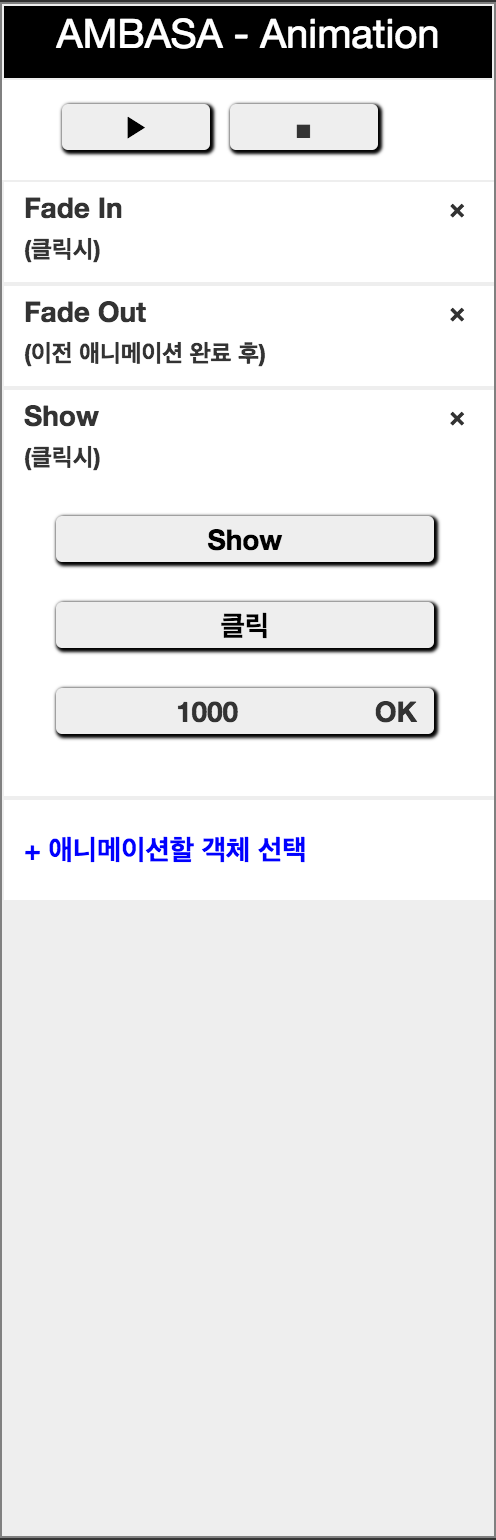 AMBASA - Animation
▶ ■
Fade In ×
(클릭시)
Fade Out ×
(이전 애니메이션 완료 후)
Show ×
(클릭시)
Show
클릭
1000 OK
+ 애니메이션할 객체 선택